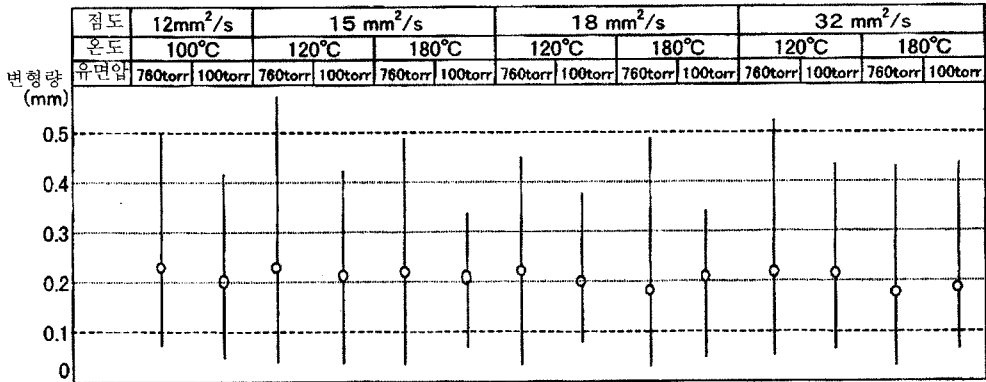 점도 12mm²/s 15 mm²/s 18 mm²/s 32 mm²/s
온도 100°C 120°C 180°C 120°C 180°C 120°C 180°C
유면압 760torr 100torr 760torr 100torr 760torr 100torr 760torr 100torr 760torr 100torr 760torr 100torr 760torr 100torr
변형량
(mm)
0.5
0.4
0.3
0.2
0.1
0